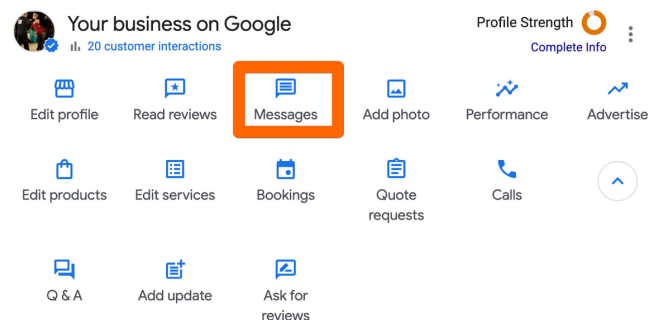 Your business on Google
Profile Strength
20 customer interactions
Complete Info
Edit profile
Read reviews
Messages
Add photo
Performance
Advertise
Edit products
Edit services
Bookings
Quote
requests
Calls
Q & A
Add update
Ask for
reviews